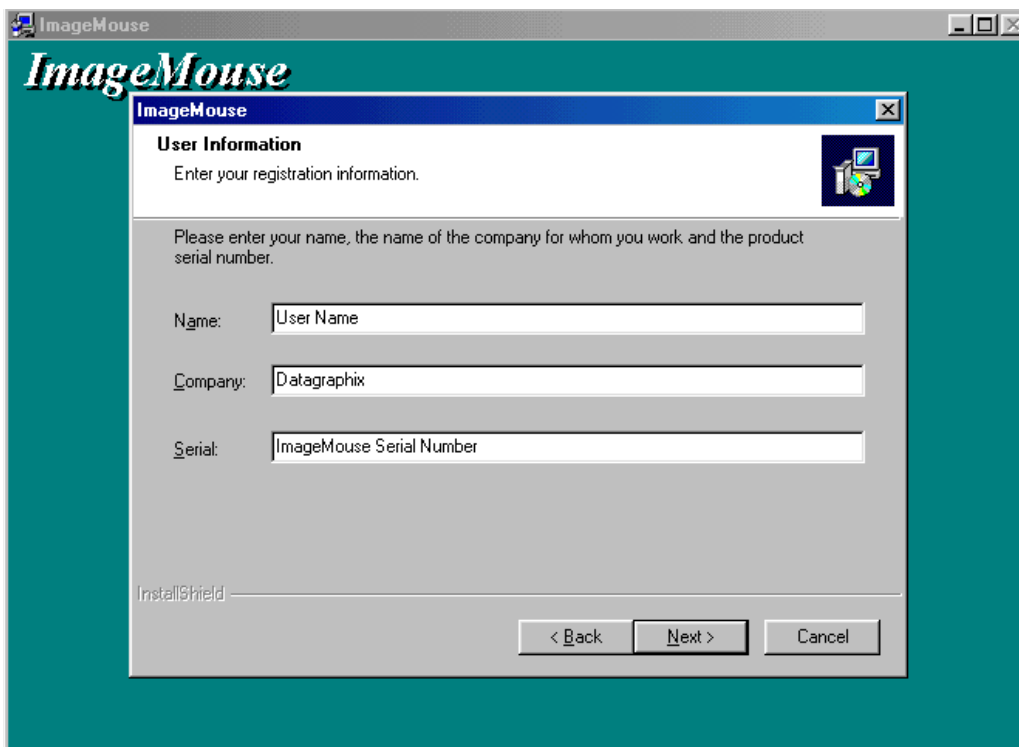 ImageMouse
ImageMouse
ImageMouse
User Information
Enter your registration information.
Please enter your name, the name of the company for whom you work and the product
serial number.
Name: User Name
Company: Datagraphix
Serial: ImageMouse Serial Number
InstallShield
< Back Next > Cancel